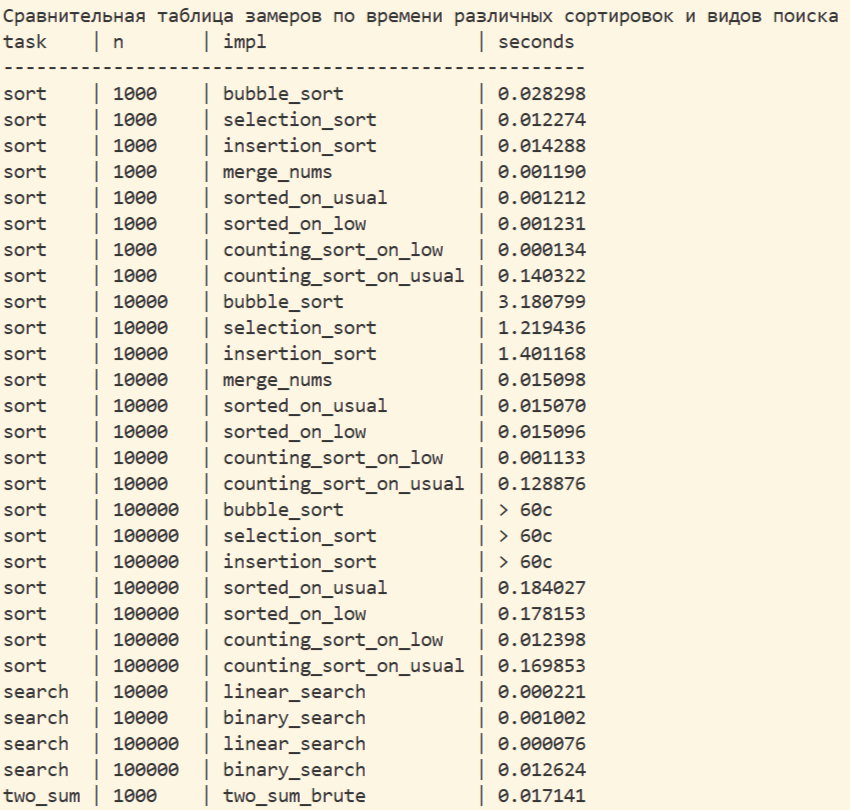 Сравнительная таблица замеров по времени различных сортировок и видов поиска
task    | n       | impl                   | seconds
-----------------------------------------------------
sort    | 1000    | bubble_sort            | 0.028298
sort    | 1000    | selection_sort         | 0.012274
sort    | 1000    | insertion_sort         | 0.014288
sort    | 1000    | merge_nums             | 0.001190
sort    | 1000    | sorted_on_usual        | 0.001212
sort    | 1000    | sorted_on_low          | 0.001231
sort    | 1000    | counting_sort_on_low   | 0.000134
sort    | 1000    | counting_sort_on_usual | 0.140322
sort    | 10000   | bubble_sort            | 3.180799
sort    | 10000   | selection_sort         | 1.219436
sort    | 10000   | insertion_sort         | 1.401168
sort    | 10000   | merge_nums             | 0.015098
sort    | 10000   | sorted_on_usual        | 0.015070
sort    | 10000   | sorted_on_low          | 0.015096
sort    | 10000   | counting_sort_on_low   | 0.001133
sort    | 10000   | counting_sort_on_usual | 0.128876
sort    | 100000  | bubble_sort            | > 60с
sort    | 100000  | selection_sort         | > 60с
sort    | 100000  | insertion_sort         | > 60с
sort    | 100000  | sorted_on_usual        | 0.184027
sort    | 100000  | sorted_on_low          | 0.178153
sort    | 100000  | counting_sort_on_low   | 0.012398
sort    | 100000  | counting_sort_on_usual | 0.169853
search  | 10000   | linear_search          | 0.000221
search  | 10000   | binary_search          | 0.001002
search  | 100000  | linear_search          | 0.000076
search  | 100000  | binary_search          | 0.012624
two_sum | 1000    | two_sum_brute          | 0.017141